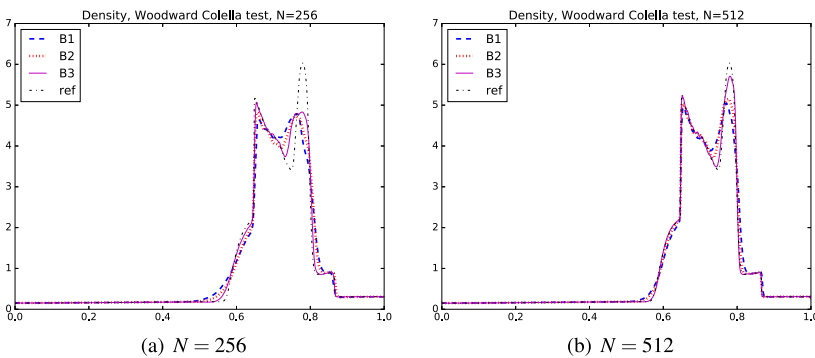 Density, Woodward Colella test, N=256
B1
B2
B3
ref
7
6
5
4
3
2
1
0
0.0 0.2 0.4 0.6 0.8 1.0
(a) N = 256
Density, Woodward Colella test, N=512
B1
B2
B3
ref
7
6
5
4
3
2
1
0
0.0 0.2 0.4 0.6 0.8 1.0
(b) N = 512